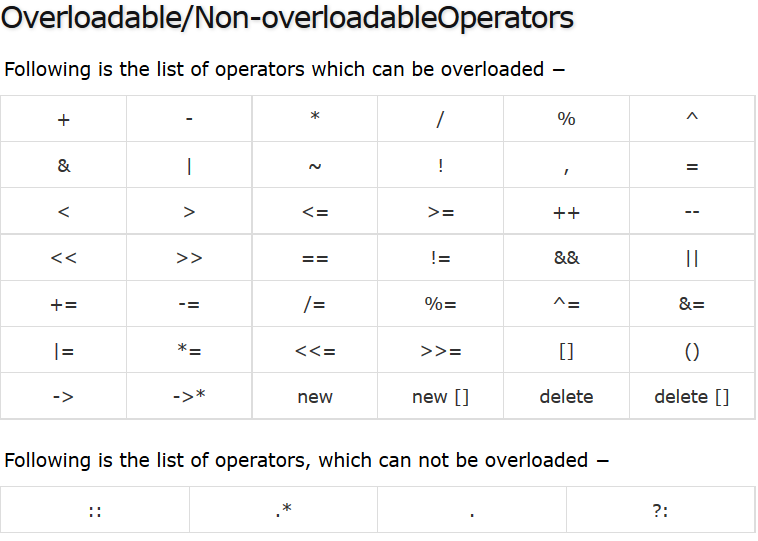 Overloadable/Non-overloadableOperators
Following is the list of operators which can be overloaded −
+ - * / % ^
& | ~ ! , =
< > <= >= ++ --
<< >> == != && ||
+= -= /= %= ^= &=
|= *= <<= >>= [] ()
-> ->* new new [] delete delete []
Following is the list of operators, which can not be overloaded −
:: .* . ?: